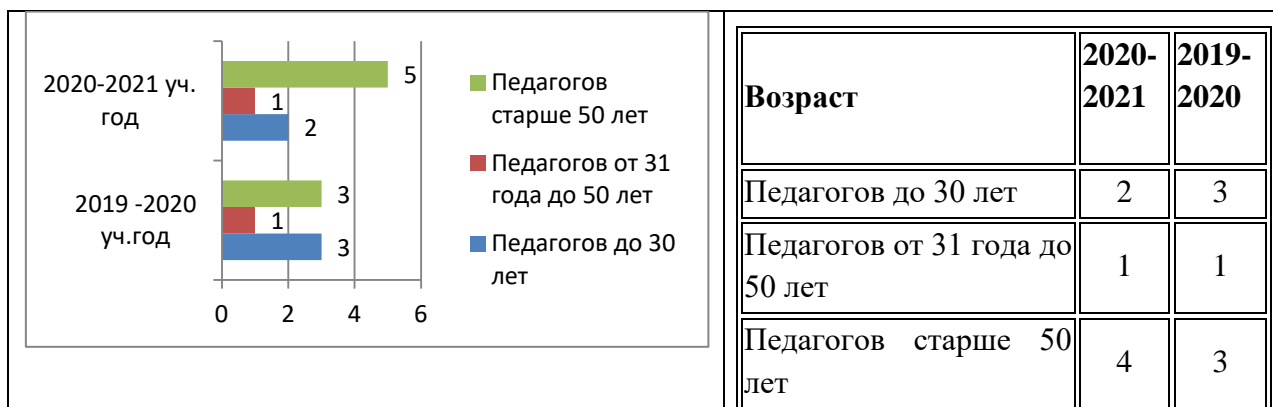 2020-2021 уч.
год
5
1
2
2019 -2020
уч.год
3
1
3
0 2 4 6
Педагогов
старше 50 лет
Педагогов от 31
года до 50 лет
Педагогов до 30
лет
Возраст
2020-
2021
2019-
2020
Педагогов до 30 лет 2 3
Педагогов от 31 года до
50 лет
1 1
Педагогов старше 50
лет
4 3